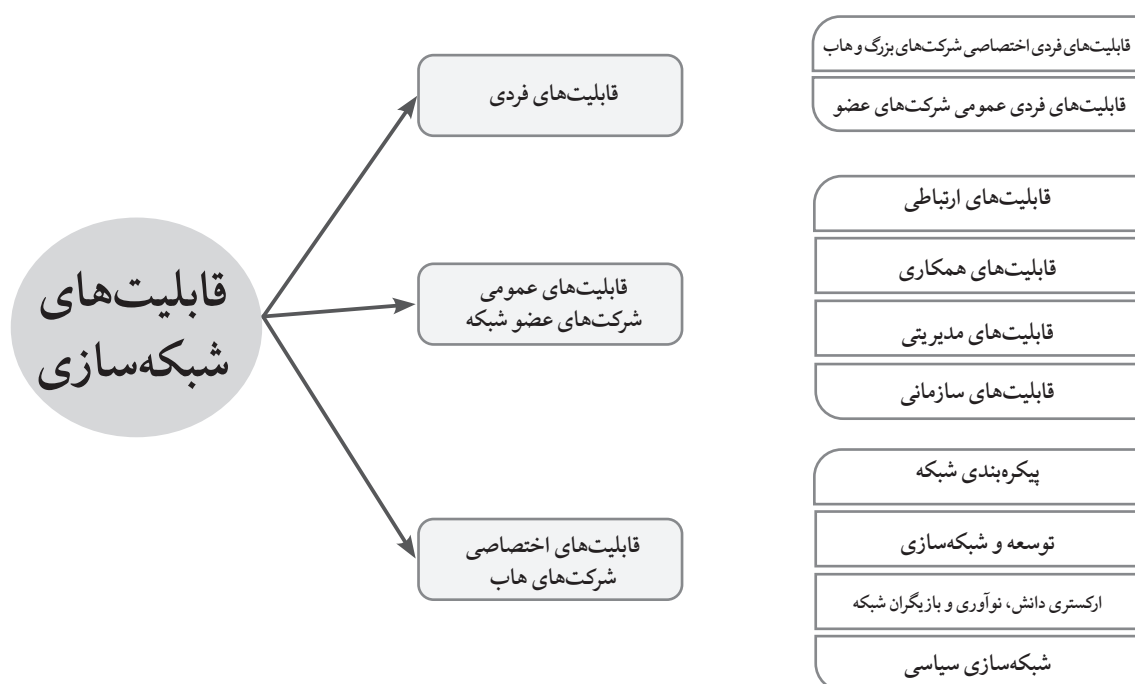 قابلیت‌های
شبکه‌سازی
قابلیت‌های فردی
قابلیت‌های فردی اختصاصی شرکت‌های بزرگ و هاب
قابلیت‌های فردی عمومی شرکت‌های عضو
قابلیت‌های عمومی
شرکت‌های عضو شبکه
قابلیت‌های ارتباطی
قابلیت‌های همکاری
قابلیت‌های مدیریتی
قابلیت‌های سازمانی
قابلیت‌های اختصاصی
شرکت‌های هاب
پیکره‌بندی شبکه
توسعه و شبکه‌سازی
ارکستری دانش، نوآوری و بازیگران شبکه
شبکه‌سازی سیاسی